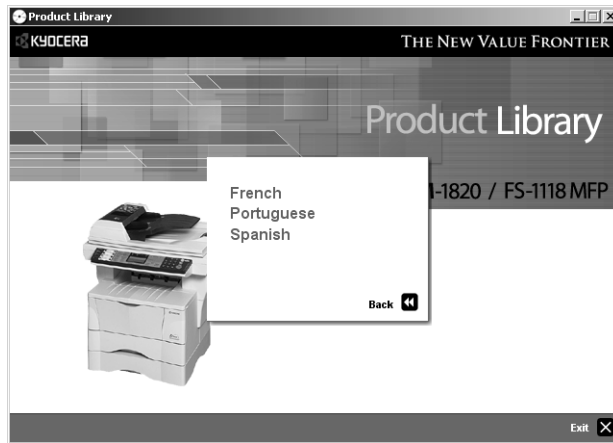 Product Library
KYOCERA
THE NEW VALUE FRONTIER
Product Library
-1820 / FS-1118 MFP
French
Portuguese
Spanish
Back
Exit